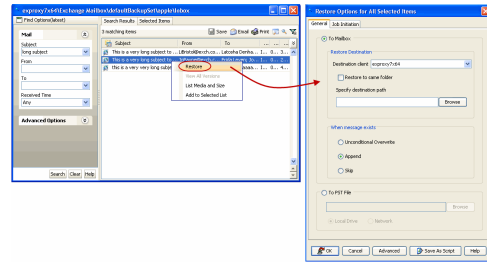 exproxy7x64\Exchange Mailbox\defaultBackupSet\apple\Inbox
Find Options(latest)
Mail
Subject
long subject
From
To
Received Time
Any
Advanced Options
Search Clear Help
Search Results Selected Items
3 matching items Save Email Print
Subject From To
This is a very long subject to
This is a very long subject to
This is a very long subje
Restore
View All Versions
List Media and Size
Add to Selected List
Restore Options for All Selected Items
General Job Initiation
To Mailbox
Restore Destination
Destination client exproxy7x64
Restore to same folder
Specify destination path
Browse
When message exists
Unconditional Overwrite
Append
Skip
To PST File
Browse
Local Drive Network
OK Cancel Advanced Save As Script Help